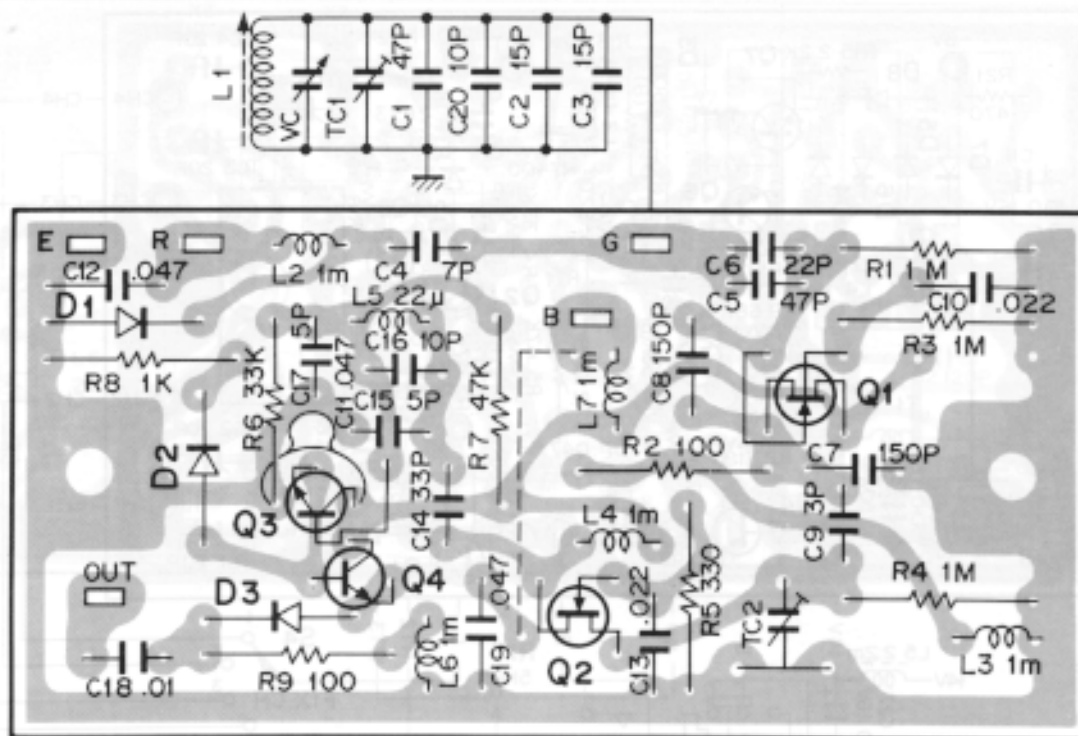 L1
VC
TC1
47P
C1
10P
C20
15P
C2
15P
C3
E
R
G
C12 .047
L2 1m
C4 7P
C6 22P
C5 47P
R1 1 M
C10 .022
D1
L5 22μ
B
R3 1M
R8 1K
R6 33K
C17 5P
C11 .047
C16 10P
C15 5P
R7 47K
L7 1m
C8 150P
Q1
D2
R2 100
C7 150P
Q3
C14 33P
L4 1m
C9 3P
OUT
D3
Q4
R5 330
R4 1M
L6 1m
C19 .047
Q2
C13 .022
TC2
L3 1m
C18 .01
R9 100